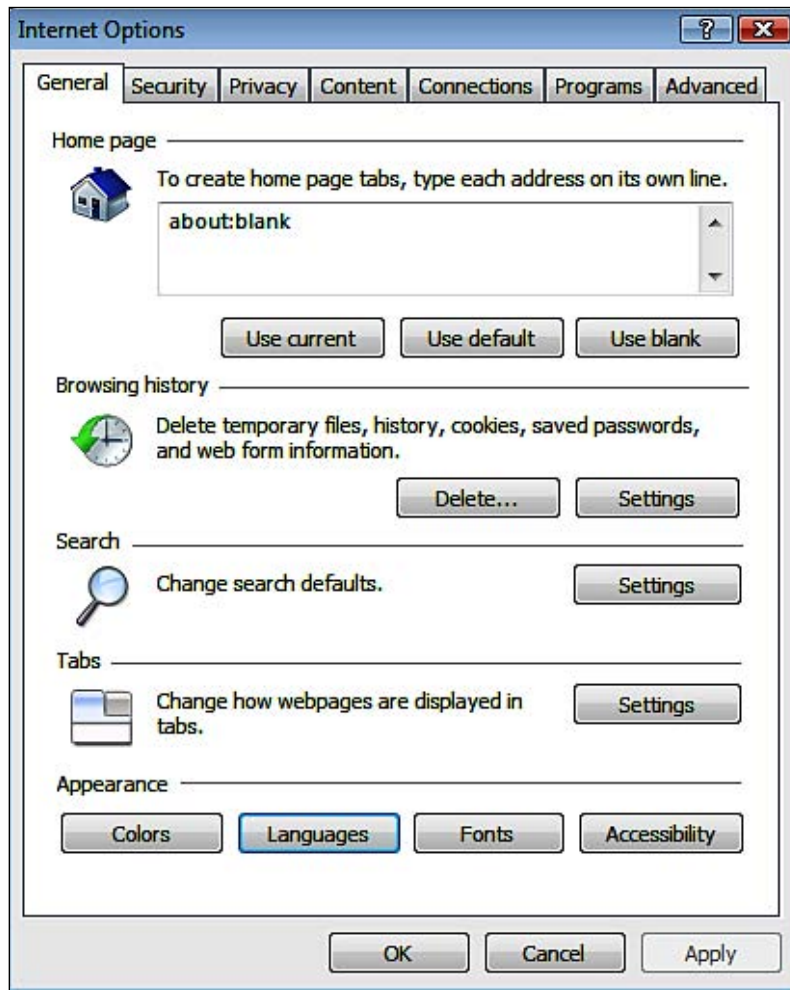 Internet Options
General Security Privacy Content Connections Programs Advanced
Home page
To create home page tabs, type each address on its own line.
about:blank
Use current Use default Use blank
Browsing history
Delete temporary files, history, cookies, saved passwords,
and web form information.
Delete... Settings
Search
Change search defaults. Settings
Tabs
Change how webpages are displayed in
tabs.
Settings
Appearance
Colors Languages Fonts Accessibility
OK Cancel Apply